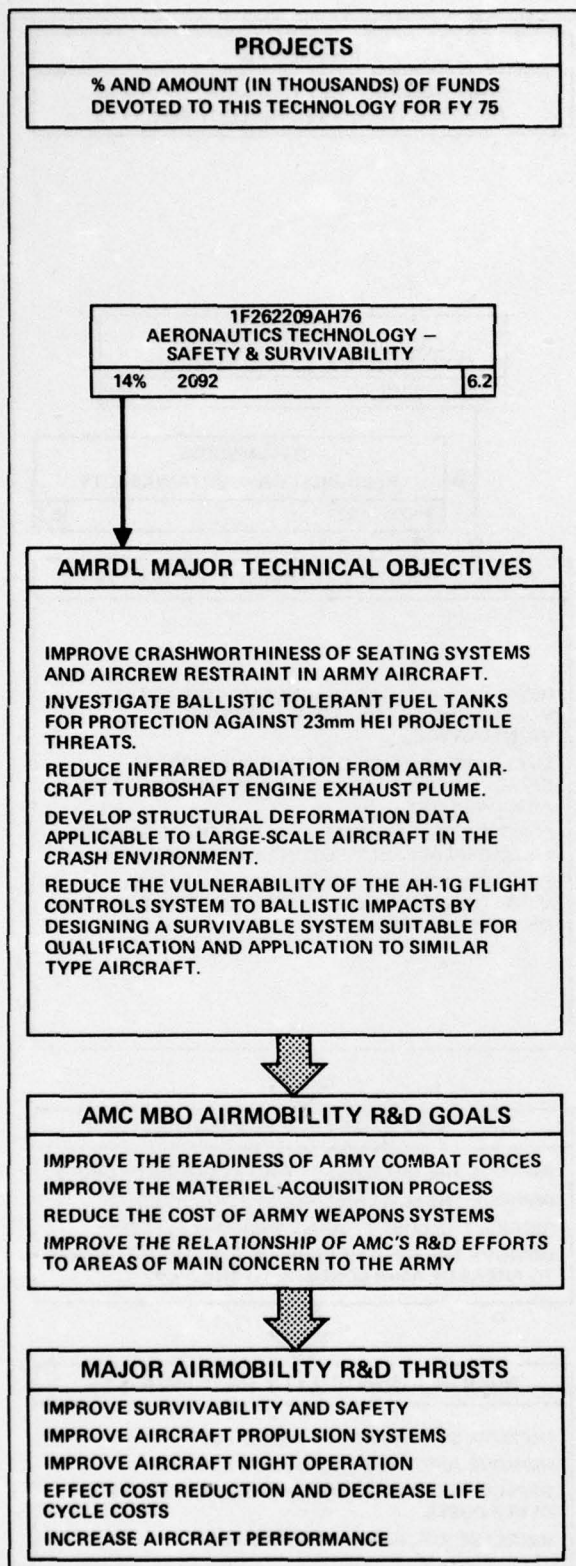 PROJECTS
% AND AMOUNT (IN THOUSANDS) OF FUNDS
DEVOTED TO THIS TECHNOLOGY FOR FY 75
1F262209AH76
AERONAUTICS TECHNOLOGY –
SAFETY & SURVIVABILITY
14% 2092 6.2
AMRDL MAJOR TECHNICAL OBJECTIVES
IMPROVE CRASHWORTHINESS OF SEATING SYSTEMS
AND AIRCREW RESTRAINT IN ARMY AIRCRAFT.
INVESTIGATE BALLISTIC TOLERANT FUEL TANKS
FOR PROTECTION AGAINST 23mm HEI PROJECTILE
THREATS.
REDUCE INFRARED RADIATION FROM ARMY AIR-
CRAFT TURBOSHAFT ENGINE EXHAUST PLUME.
DEVELOP STRUCTURAL DEFORMATION DATA
APPLICABLE TO LARGE-SCALE AIRCRAFT IN THE
CRASH ENVIRONMENT.
REDUCE THE VULNERABILITY OF THE AH-1G FLIGHT
CONTROLS SYSTEM TO BALLISTIC IMPACTS BY
DESIGNING A SURVIVABLE SYSTEM SUITABLE FOR
QUALIFICATION AND APPLICATION TO SIMILAR
TYPE AIRCRAFT.
AMC MBO AIRMOBILITY R&D GOALS
IMPROVE THE READINESS OF ARMY COMBAT FORCES
IMPROVE THE MATERIEL ACQUISITION PROCESS
REDUCE THE COST OF ARMY WEAPONS SYSTEMS
IMPROVE THE RELATIONSHIP OF AMC'S R&D EFFORTS
TO AREAS OF MAIN CONCERN TO THE ARMY
MAJOR AIRMOBILITY R&D THRUSTS
IMPROVE SURVIVABILITY AND SAFETY
IMPROVE AIRCRAFT PROPULSION SYSTEMS
IMPROVE AIRCRAFT NIGHT OPERATION
EFFECT COST REDUCTION AND DECREASE LIFE
CYCLE COSTS
INCREASE AIRCRAFT PERFORMANCE